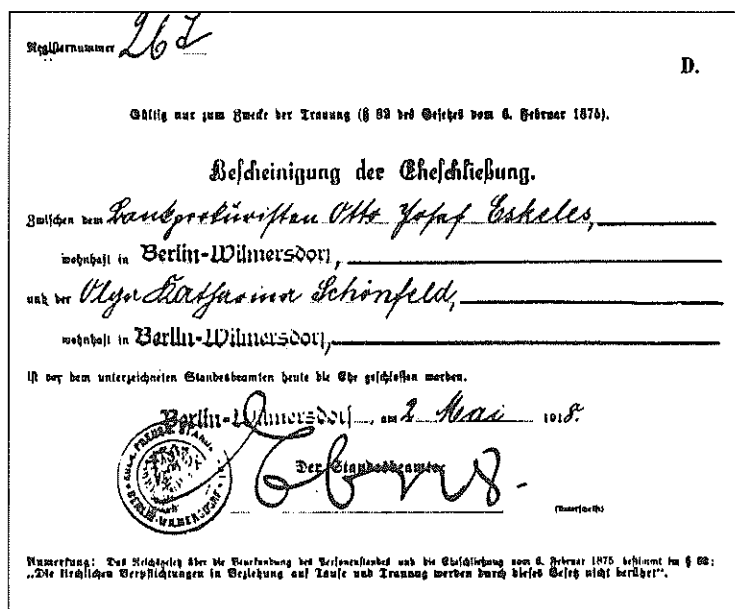 Registernummer 267
D.
Gültig nur zum Zwecke der Trauung (§ 82 des Gesetzes vom 6. Februar 1875).
Bescheinigung der Eheschließung.
Zwischen dem Bankprokuristen Otto Josef Eskeles,
wohnhaft in Berlin-Wilmersdorf,
und der Olga Katharina Schönfeld,
wohnhaft in Berlin-Wilmersdorf,
ist vor dem unterzeichneten Standesbeamten heute die Ehe geschlossen worden.
Berlin-Wilmersdorf, am 2. Mai 1918.
Der Standesbeamte
(Unterschrift)
BERLIN-WILMERSDORF
Anmerkung: Das Reichsgesetz über die Beurkundung des Personenstandes und die Eheschließung vom 6. Februar 1875 bestimmt im § 82:
„Die kirchlichen Verpflichtungen in Beziehung auf Taufe und Trauung werden durch dieses Gesetz nicht berührt“.